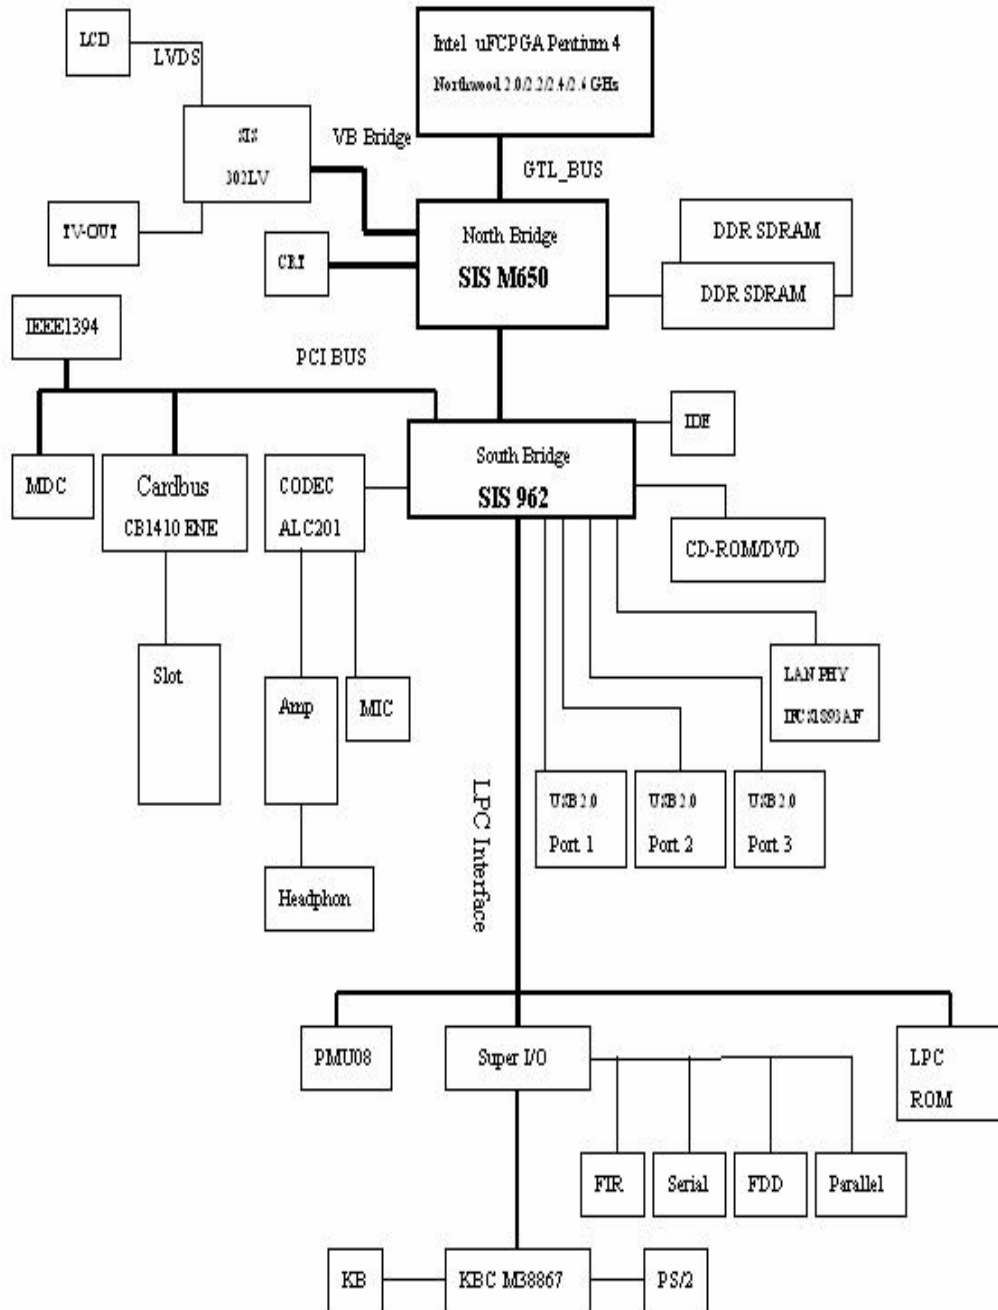 LCD
LVDS
Intel uFCPGA Pentium 4
Northwood 2.0/2.2/2.4/2.6 GHs
SIS
302LV
VB Bridge
GTL_BUS
TV-OUT
CRT
North Bridge
SIS M650
DDR SDRAM
DDR SDRAM
IEEE1394
PCI BUS
IDE
MDC
Cardbus
CB1410 ENE
CODEC
ALC201
South Bridge
SIS 962
CD-ROM/DVD
Slot
Amp
MIC
LAN PHY
LPC Interface
USB 2.0
Port 1
USB 2.0
Port 2
USB 2.0
Port 3
Headphon
PMU08
Super I/O
LPC
ROM
FIR
Serial
FDD
Parallel
KB
KBC M38867
PS/2